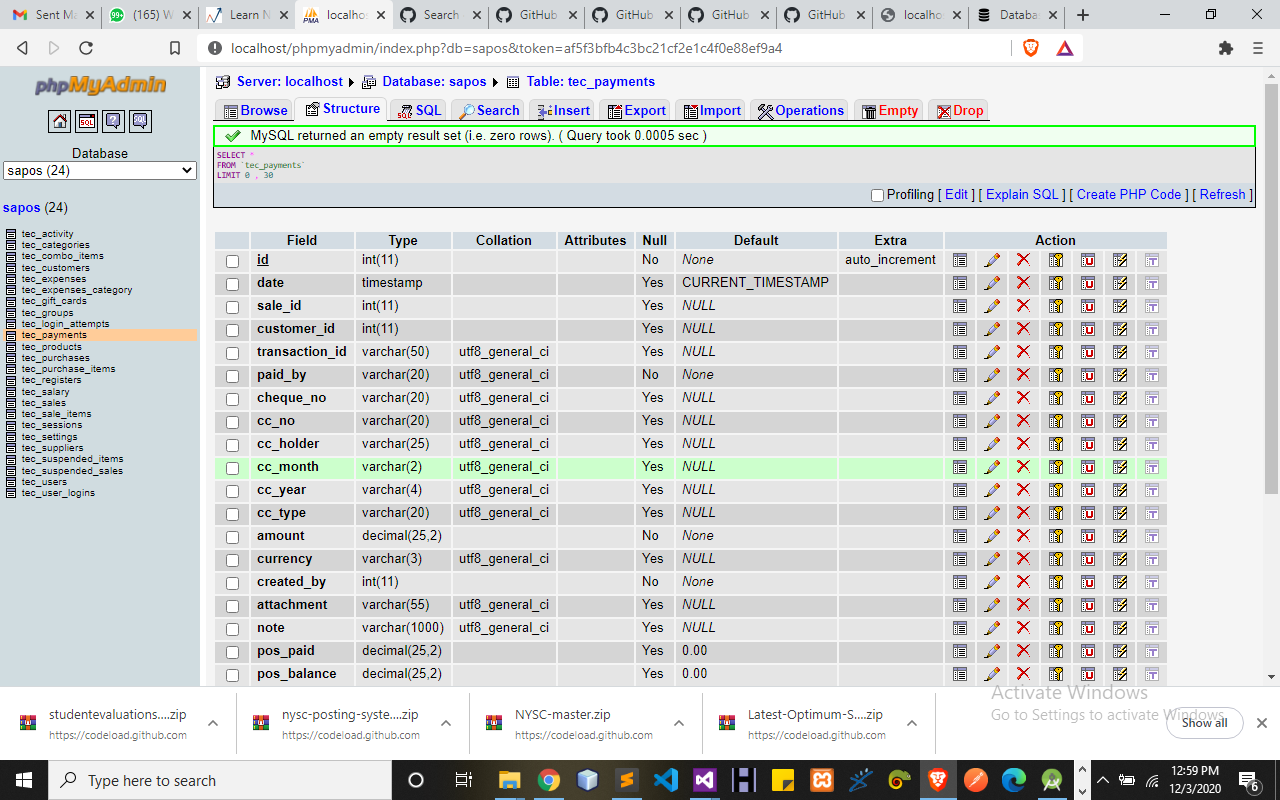 Sent Ma
99+ (165) W
Learn N
PMA localhos
Search ·
GitHub
GitHub
GitHub
GitHub
localho
Databas
localhost/phpmyadmin/index.php?db=sapos&token=af5f3bfb4c3bc21cf2e1c4f0e88ef9a4
phpMyAdmin
SQL
Database
sapos (24)
sapos (24)
tec_activity
tec_categories
tec_combo_items
tec_customers
tec_expenses
tec_expenses_category
tec_gift_cards
tec_groups
tec_login_attempts
tec_payments
tec_products
tec_purchases
tec_purchase_items
tec_registers
tec_salary
tec_sales
tec_sale_items
tec_sessions
tec_settings
tec_suppliers
tec_suspended_items
tec_suspended_sales
tec_users
tec_user_logins
Server: localhost Database: sapos Table: tec_payments
Browse Structure SQL Search Insert Export Import Operations Empty Drop
MySQL returned an empty result set (i.e. zero rows). ( Query took 0.0005 sec )
SELECT *
FROM `tec_payments`
LIMIT 0 , 30
Profiling [ Edit ] [ Explain SQL ] [ Create PHP Code ] [ Refresh ]
Field Type Collation Attributes Null Default Extra Action
id int(11) No None auto_increment
date timestamp Yes CURRENT_TIMESTAMP
sale_id int(11) Yes NULL
customer_id int(11) Yes NULL
transaction_id varchar(50) utf8_general_ci Yes NULL
paid_by varchar(20) utf8_general_ci No None
cheque_no varchar(20) utf8_general_ci Yes NULL
cc_no varchar(20) utf8_general_ci Yes NULL
cc_holder varchar(25) utf8_general_ci Yes NULL
cc_month varchar(2) utf8_general_ci Yes NULL
cc_year varchar(4) utf8_general_ci Yes NULL
cc_type varchar(20) utf8_general_ci Yes NULL
amount decimal(25,2) No None
currency varchar(3) utf8_general_ci Yes NULL
created_by int(11) No None
attachment varchar(55) utf8_general_ci Yes NULL
note varchar(1000) utf8_general_ci Yes NULL
pos_paid decimal(25,2) Yes 0.00
pos_balance decimal(25,2) Yes 0.00
Activate Windows
Go to Settings to activate Windows.
studentevaluations....zip
https://codeload.github.com
nysc-posting-syste....zip
https://codeload.github.com
NYSC-master.zip
https://codeload.github.com
Latest-Optimum-S....zip
https://codeload.github.com
Show all
Type here to search
12:59 PM
12/3/2020
6